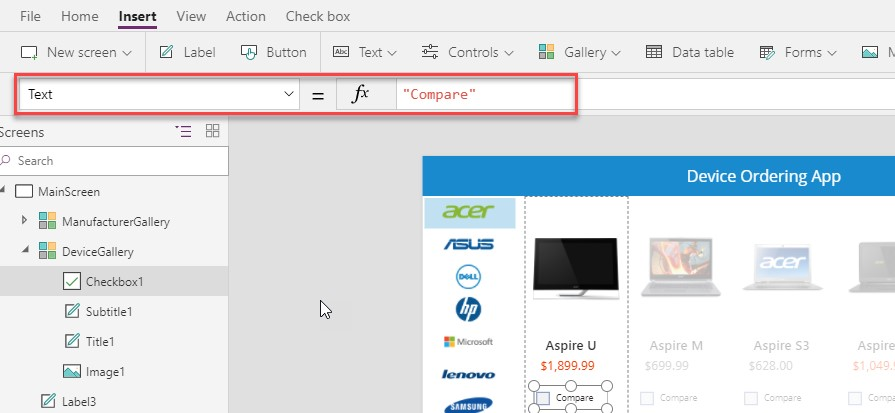 File Home Insert View Action Check box
New screen Label Button Abc Text Controls Gallery Data table Forms
Text = fx "Compare"
Screens
Search
MainScreen
ManufacturerGallery
DeviceGallery
Checkbox1
Subtitle1
Title1
Image1
Label3
Device Ordering App
acer
ASUS
DELL
hp
Microsoft
lenovo
SAMSUNG
acer
Aspire U Aspire M Aspire S3
$1,899.99 $699.99 $628.00 $1,049.
Compare Compare Compare Compare